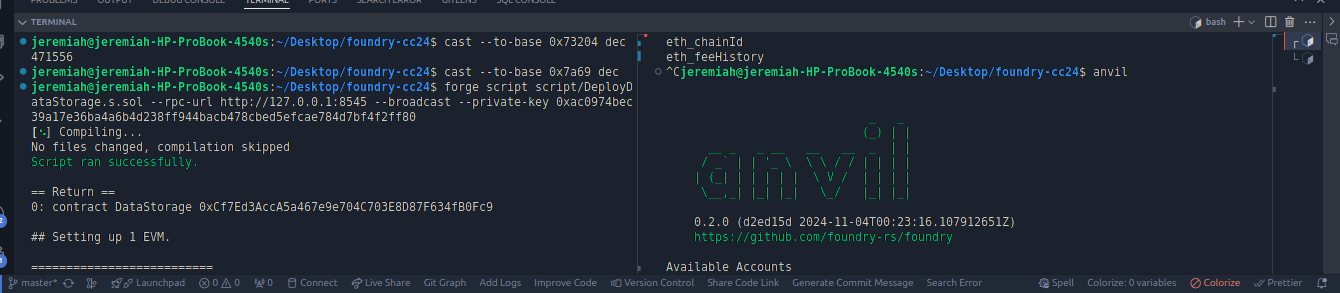 PROBLEMS OUTPUT DEBUG CONSOLE TERMINAL PORTS SEARCH ERROR GITLENS SQL CONSOLE
TERMINAL
bash
jeremiah@jeremiah-HP-ProBook-4540s:~/Desktop/foundry-cc24$ cast --to-base 0x73204 dec
471556
jeremiah@jeremiah-HP-ProBook-4540s:~/Desktop/foundry-cc24$ cast --to-base 0x7a69 dec
jeremiah@jeremiah-HP-ProBook-4540s:~/Desktop/foundry-cc24$ forge script script/DeployD
ataStorage.s.sol --rpc-url http://127.0.0.1:8545 --broadcast --private-key 0xac0974bec
39a17e36ba4a6b4d238ff944bacb478cbed5efcae784d7bf4f2ff80
[⠢] Compiling...
No files changed, compilation skipped
Script ran successfully.
== Return ==
0: contract DataStorage 0xCf7Ed3AccA5a467e9e704C703E8D87F634fB0Fc9
## Setting up 1 EVM.
==========================
eth_chainId
eth_feeHistory
^Cjeremiah@jeremiah-HP-ProBook-4540s:~/Desktop/foundry-cc24$ anvil
anvil
0.2.0 (d2ed15d 2024-11-04T00:23:16.107912651Z)
https://github.com/foundry-rs/foundry
Available Accounts
master* Launchpad 0 0 0 Connect Live Share Git Graph Add Logs Improve Code Version Control Share Code Link Generate Commit Message Search Error Spell Colorize: 0 variables Colorize Prettier